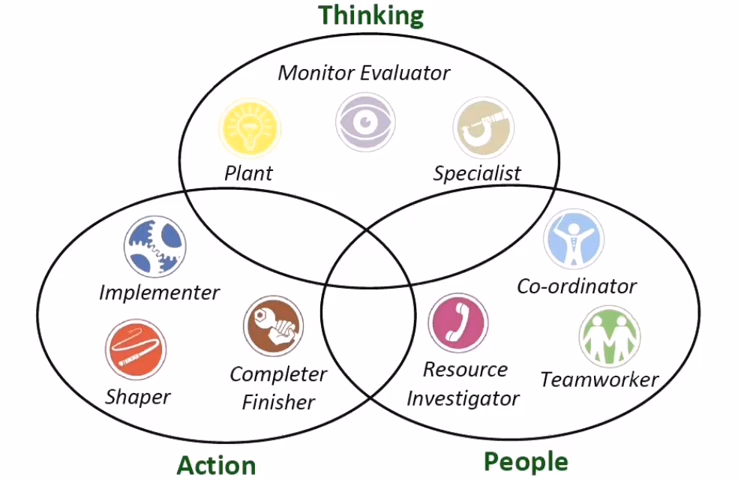 Thinking
Monitor Evaluator
Plant
Specialist
Implementer
Co-ordinator
Shaper
Completer
Finisher
Resource
Investigator
Teamworker
Action
People